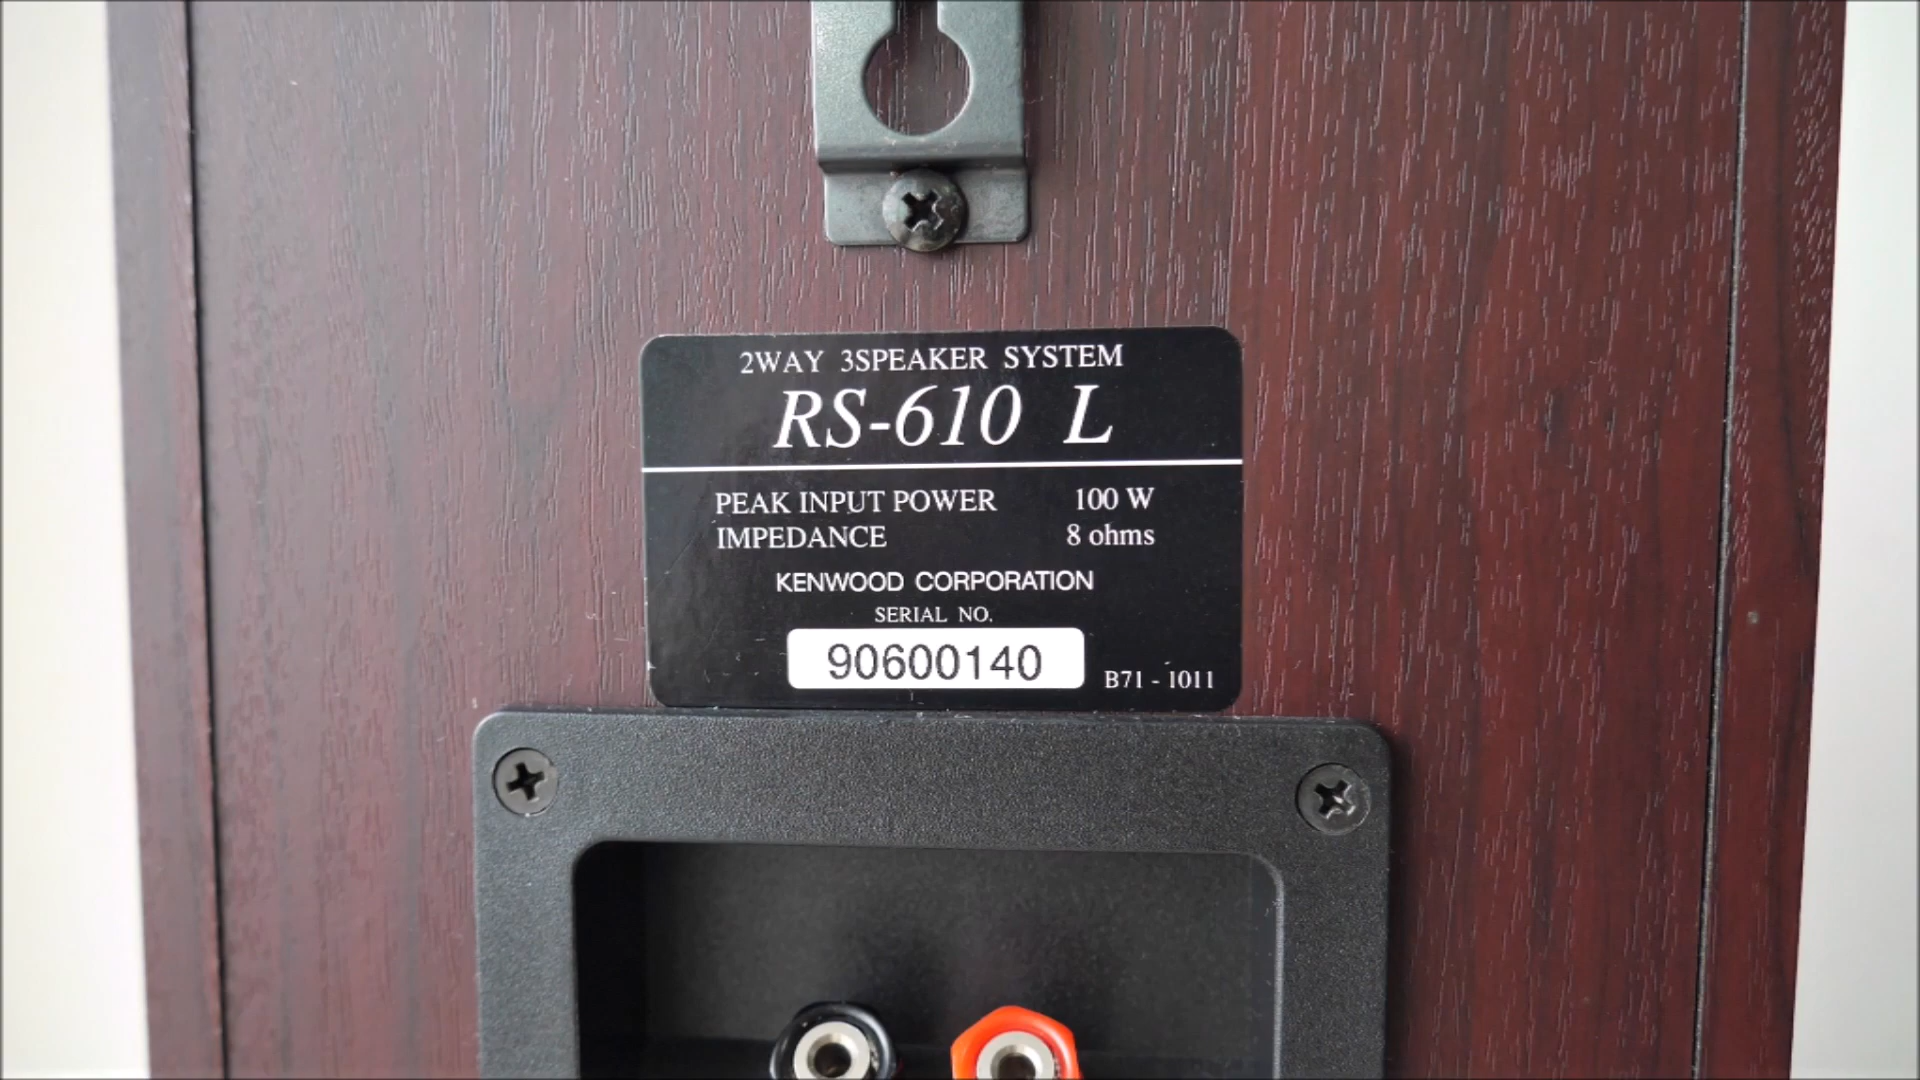 2WAY 3SPEAKER SYSTEM
RS-610 L
PEAK INPUT POWER 100 W
IMPEDANCE 8 ohms
KENWOOD CORPORATION
SERIAL NO.
90600140
B71 - 1011